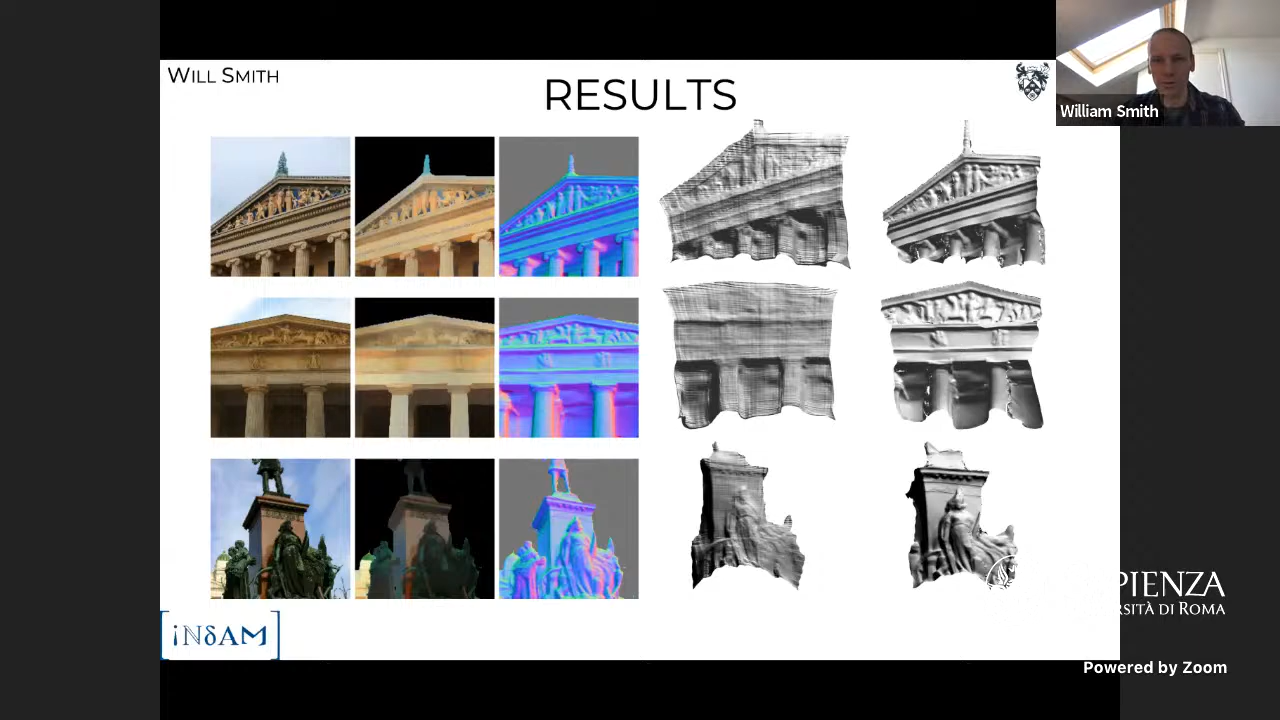 WILL SMITH
RESULTS
William Smith
iNδAM
PIENZA
RSITÀ DI ROMA
Powered by Zoom